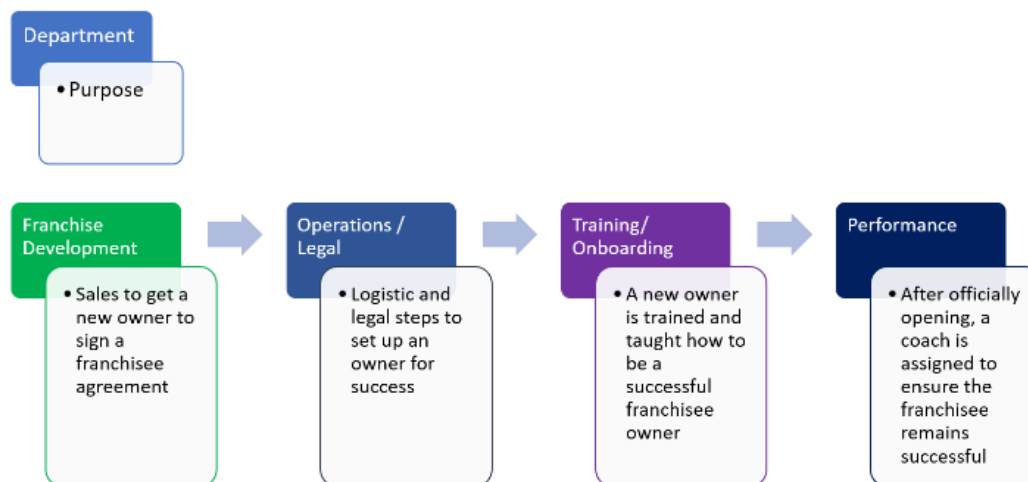 Department
• Purpose
Franchise
Development
• Sales to get a
new owner to
sign a
franchisee
agreement
Operations /
Legal
• Logistic and
legal steps to
set up an
owner for
success
Training/
Onboarding
• A new owner
is trained and
taught how to
be a
successful
franchisee
owner
Performance
• After officially
opening, a
coach is
assigned to
ensure the
franchisee
remains
successful